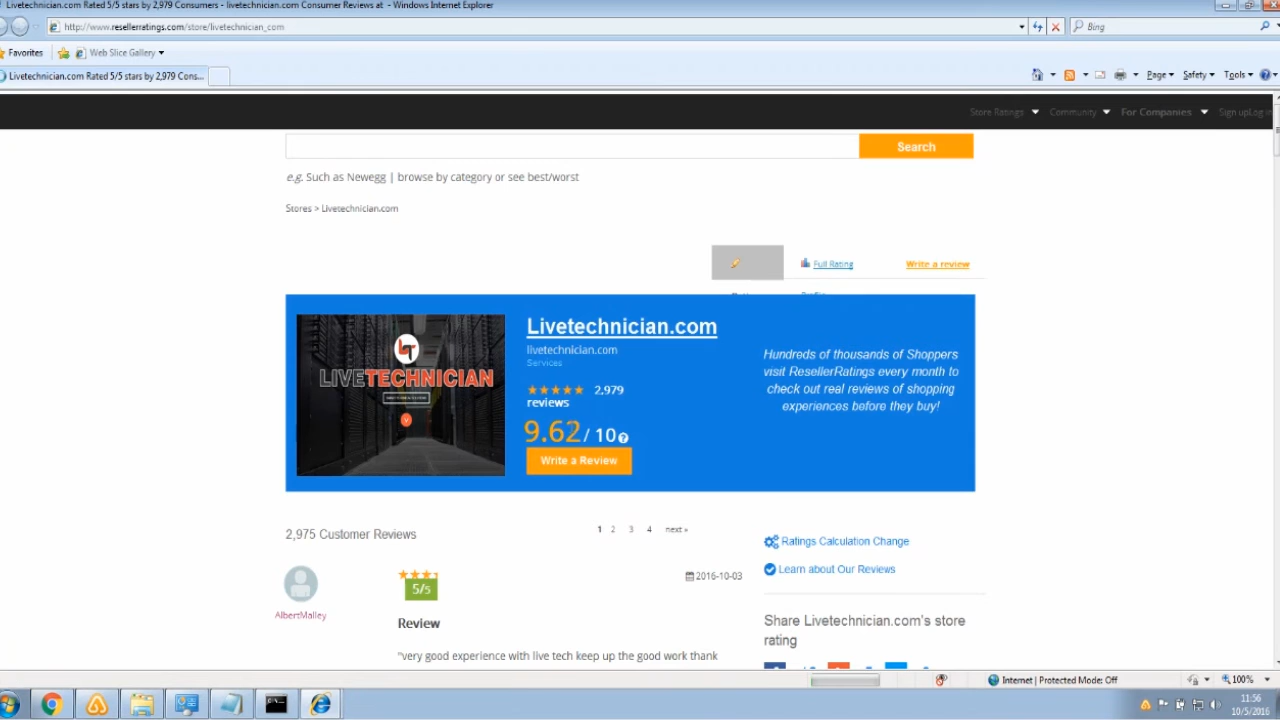 Livetechnician.com Rated 5/5 stars by 2,979 Consumers - livetechnician.com Consumer Reviews at - Windows Internet Explorer
http://www.resellerratings.com/store/livetechnician_com
Bing
Favorites
Web Slice Gallery
Livetechnician.com Rated 5/5 stars by 2,979 Cons...
Page
Safety
Tools
Store Ratings
Community
For Companies
Sign upLog in
Search
e.g. Such as Newegg | browse by category or see best/worst
Stores > Livetechnician.com
Full Rating
Write a review
LIVETECHNICIAN
Livetechnician.com
livetechnician.com
Services
2,979
reviews
9.62/ 10
Write a Review
Hundreds of thousands of Shoppers
visit ResellerRatings every month to
check out real reviews of shopping
experiences before they buy!
2,975 Customer Reviews
1 2 3 4 next »
Ratings Calculation Change
Learn about Our Reviews
2016-10-03
5/5
AlbertMalley
Review
"very good experience with live tech keep up the good work thank
Share Livetechnician.com's store
rating
Internet | Protected Mode: Off
100%
11:56
10/5/2016